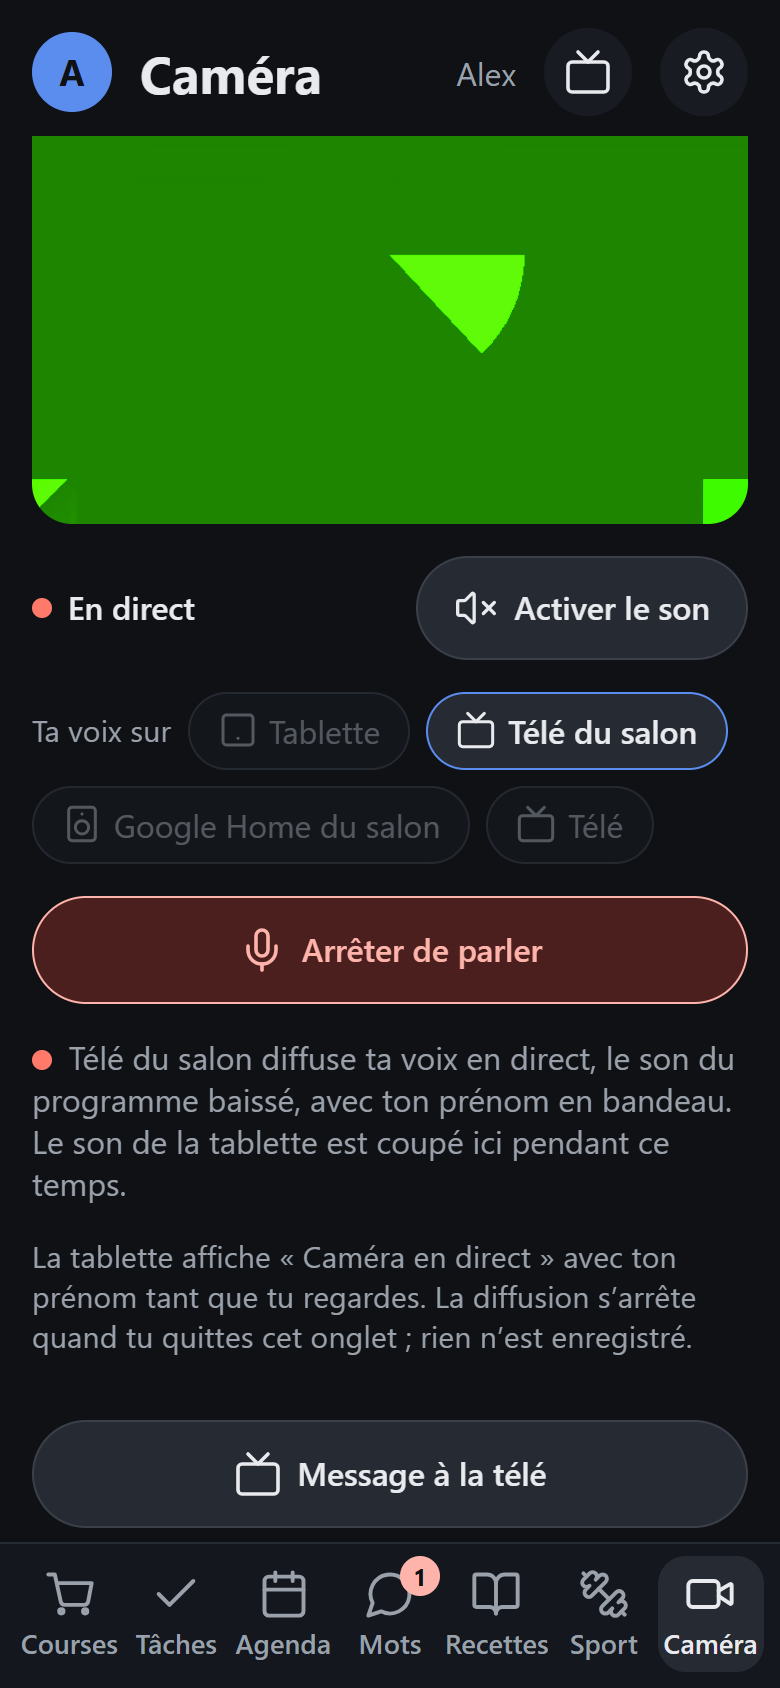 A
Caméra
Alex
En direct
Activer le son
Ta voix sur
Tablette
Télé du salon
Google Home du salon
Télé
Arrêter de parler
Télé du salon diffuse ta voix en direct, le son du
programme baissé, avec ton prénom en bandeau.
Le son de la tablette est coupé ici pendant ce
temps.
La tablette affiche « Caméra en direct » avec ton
prénom tant que tu regardes. La diffusion s’arrête
quand tu quittes cet onglet ; rien n’est enregistré.
Message à la télé
1
Courses
Tâches
Agenda
Mots
Recettes
Sport
Caméra